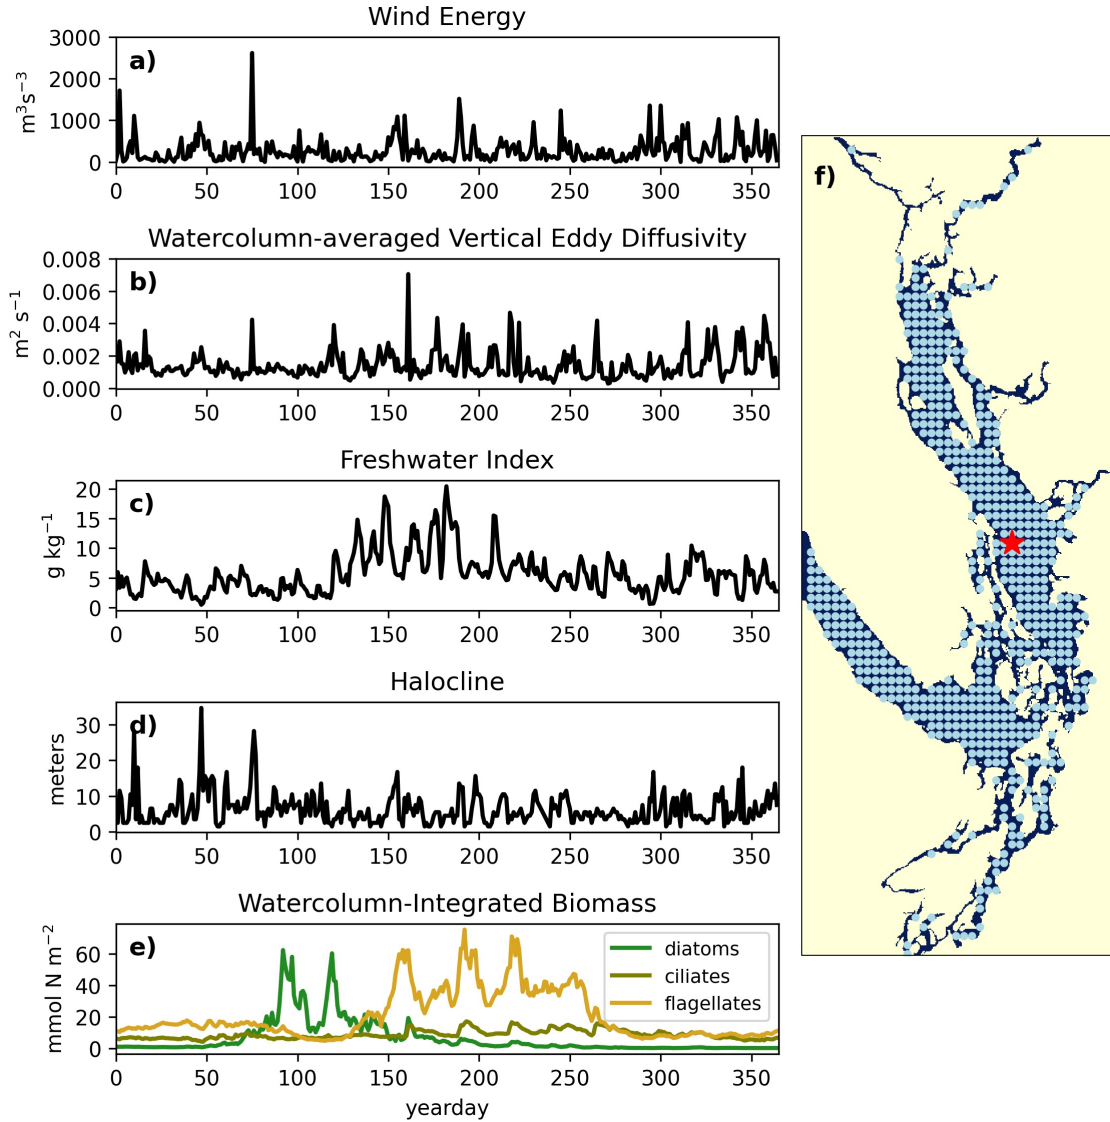 Wind Energy
a)
m³s⁻³
3000
2000
1000
0
0 50 100 150 200 250 300 350
Watercolumn-averaged Vertical Eddy Diffusivity
b)
m² s⁻¹
0.008
0.006
0.004
0.002
0.000
0 50 100 150 200 250 300 350
Freshwater Index
c)
g kg⁻¹
20
15
10
5
0
0 50 100 150 200 250 300 350
Halocline
d)
meters
30
20
10
0
0 50 100 150 200 250 300 350
Watercolumn-Integrated Biomass
e)
mmol N m⁻²
60
40
20
0
diatoms
ciliates
flagellates
0 50 100 150 200 250 300 350
yearday
f)